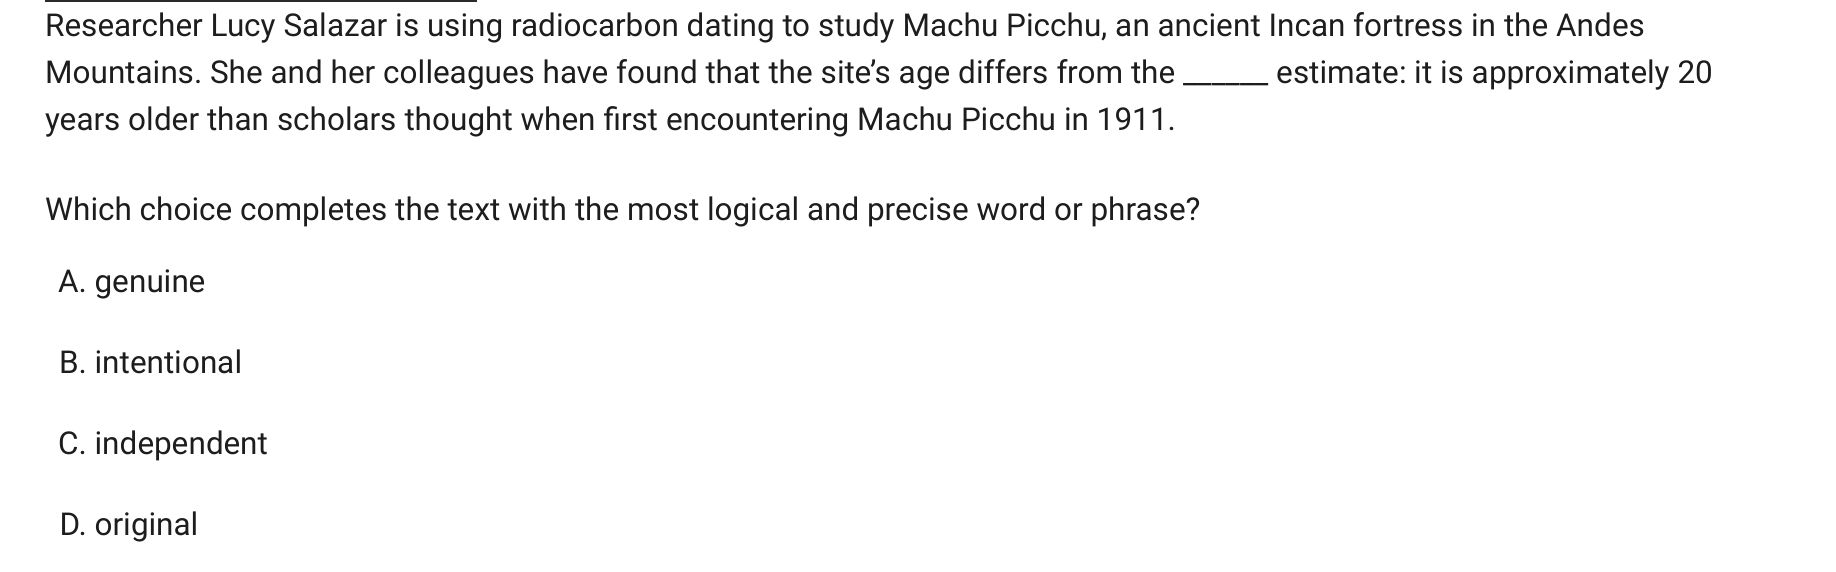 Researcher Lucy Salazar is using radiocarbon dating to study Machu Picchu, an ancient Incan fortress in the Andes
Mountains. She and her colleagues have found that the site’s age differs from the ______ estimate: it is approximately 20
years older than scholars thought when first encountering Machu Picchu in 1911.
Which choice completes the text with the most logical and precise word or phrase?
A. genuine
B. intentional
C. independent
D. original